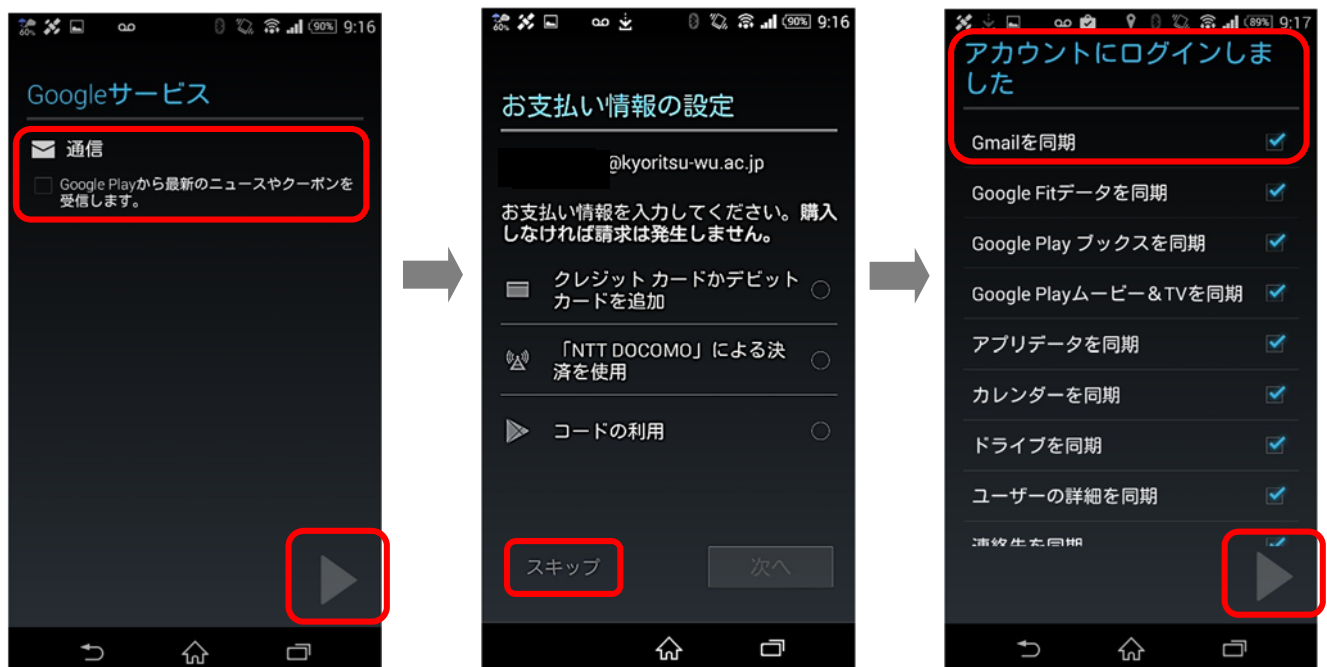 60%
90%
9:16
Googleサービス
通信
Google Playから最新のニュースやクーポンを
受信します。
60%
90%
9:16
お支払い情報の設定
@kyoritsu-wu.ac.jp
お支払い情報を入力してください。購入
しなければ請求は発生しません。
クレジット カードかデビット
カードを追加
「NTT DOCOMO」による決
済を使用
コードの利用
スキップ
次へ
89%
9:17
アカウントにログインしま
した
Gmailを同期
Google Fitデータを同期
Google Play ブックスを同期
Google Playムービー＆TVを同期
アプリデータを同期
カレンダーを同期
ドライブを同期
ユーザーの詳細を同期
連絡先を同期